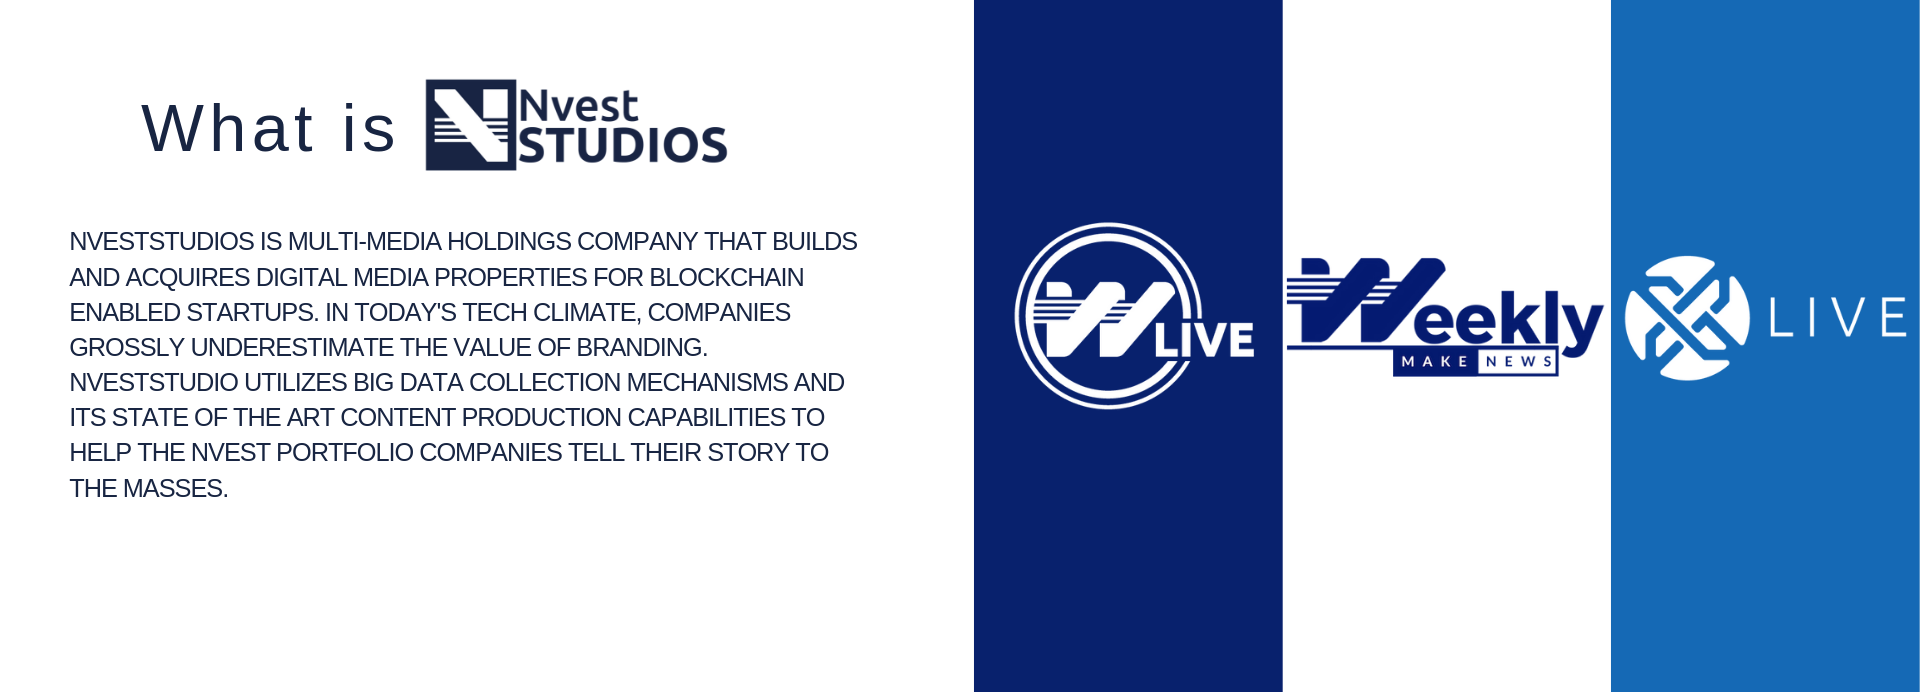 What is Nvest
STUDIOS
NVESTSTUDIOS IS MULTI-MEDIA HOLDINGS COMPANY THAT BUILDS
AND ACQUIRES DIGITAL MEDIA PROPERTIES FOR BLOCKCHAIN
ENABLED STARTUPS. IN TODAY'S TECH CLIMATE, COMPANIES
GROSSLY UNDERESTIMATE THE VALUE OF BRANDING.
NVESTSTUDIO UTILIZES BIG DATA COLLECTION MECHANISMS AND
ITS STATE OF THE ART CONTENT PRODUCTION CAPABILITIES TO
HELP THE NVEST PORTFOLIO COMPANIES TELL THEIR STORY TO
THE MASSES.
W LIVE
Weekly
MAKE NEWS
LIVE